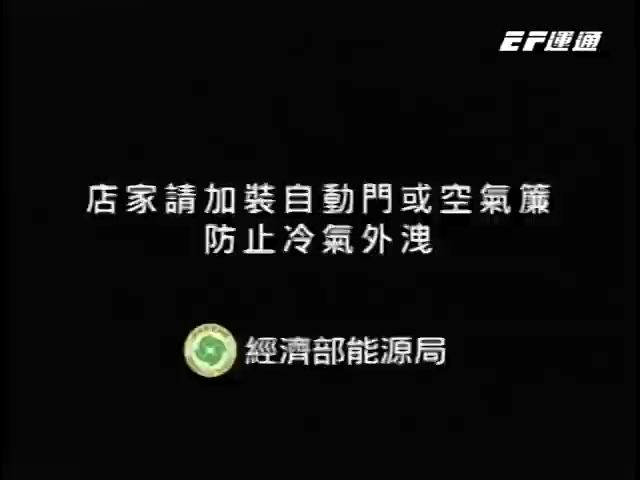 EF運通
店家請加裝自動門或空氣簾
防止冷氣外洩
經濟部能源局